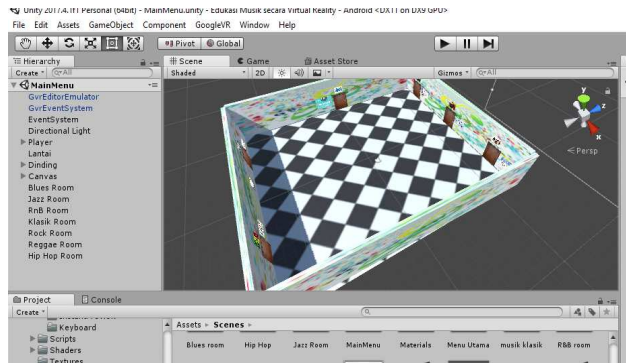 Unity 2017.4.1f1 Personal (64bit) - MainMenu.unity - Edukasi Musik secara Virtual Reality - Android <DX11 on DX9 GPU>
File Edit Assets GameObject Component GoogleVR Window Help
Pivot Global
Hierarchy
Create All
MainMenu
GvrEditorEmulator
GvrEventSystem
EventSystem
Directional Light
Player
Lantai
Dinding
Canvas
Blues Room
Jazz Room
RnB Room
Klasik Room
Rock Room
Reggae Room
Hip Hop Room
Scene Game Asset Store
Shaded 2D Gizmos All
y
z
x
Persp
Project Console
Create
Keyboard
Scripts
Shaders
Textures
Assets Scenes
Blues room Hip Hop Jazz Room MainMenu Materials Menu Utama musik klasik R&B room